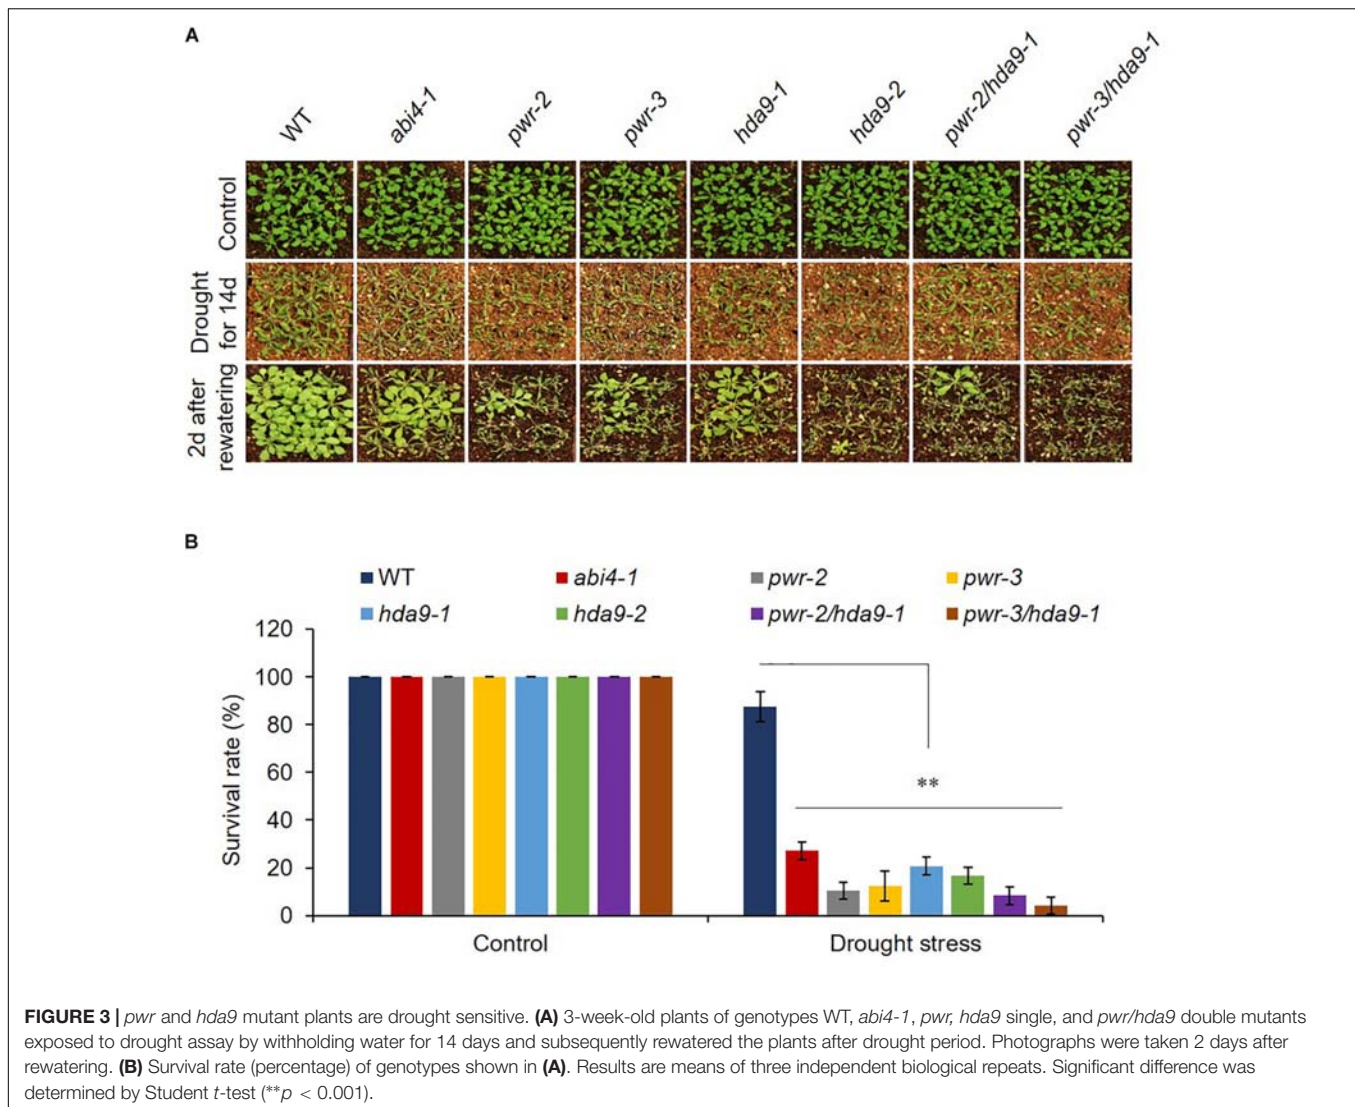 A
WT
abi4-1
pwr-2
pwr-3
hda9-1
hda9-2
pwr-2/hda9-1
pwr-3/hda9-1
Control
Drought
for 14d
2d after
rewatering
B
WT
abi4-1
pwr-2
pwr-3
hda9-1
hda9-2
pwr-2/hda9-1
pwr-3/hda9-1
Survival rate (%)
120
100
80
60
40
20
0
**
Control
Drought stress
FIGURE 3 | pwr and hda9 mutant plants are drought sensitive. (A) 3-week-old plants of genotypes WT, abi4-1, pwr, hda9 single, and pwr/hda9 double mutants
exposed to drought assay by withholding water for 14 days and subsequently rewatered the plants after drought period. Photographs were taken 2 days after
rewatering. (B) Survival rate (percentage) of genotypes shown in (A). Results are means of three independent biological repeats. Significant difference was
determined by Student t-test (**p < 0.001).